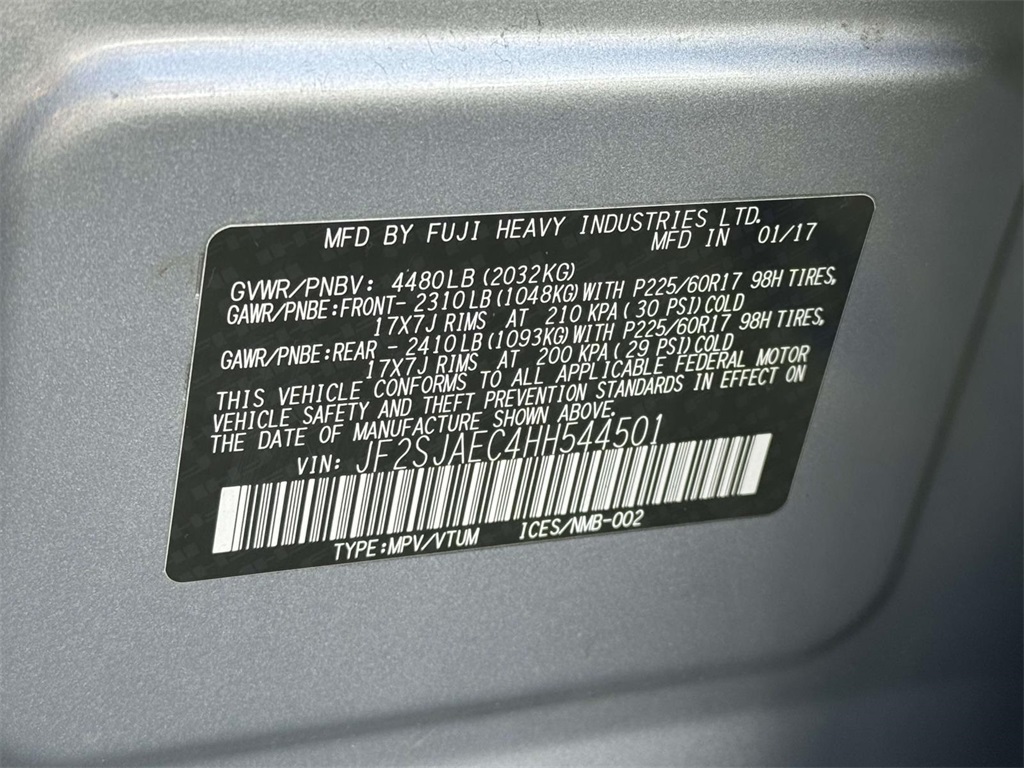 MFD BY FUJI HEAVY INDUSTRIES LTD.
MFD IN 01/17
GVWR/PNBV: 4480LB(2032KG)
GAWR/PNBE:FRONT- 2310LB(1048KG)WITH P225/60R17 98H TIRES,
17X7J RIMS AT 210 KPA(30 PSI)COLD
GAWR/PNBE:REAR - 2410LB(1093KG)WITH P225/60R17 98H TIRES,
17X7J RIMS AT 200 KPA(29 PSI)COLD
THIS VEHICLE CONFORMS TO ALL APPLICABLE FEDERAL MOTOR
VEHICLE SAFETY AND THEFT PREVENTION STANDARDS IN EFFECT ON
THE DATE OF MANUFACTURE SHOWN ABOVE.
VIN: JF2SJAEC4HH544501
TYPE:MPV/VTUM ICES/NMB-002